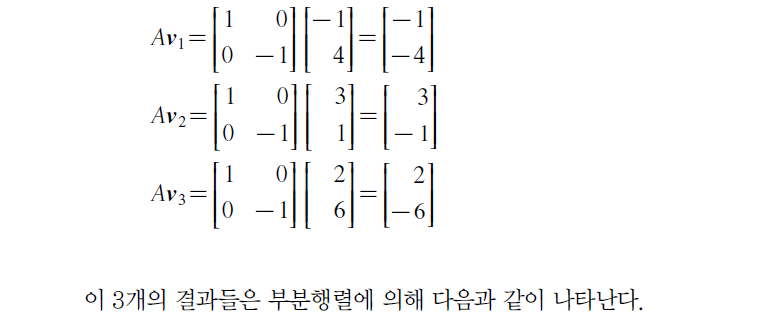 Av₁=[1 0; 0 −1][−1; 4]=[−1; −4]
Av₂=[1 0; 0 −1][3; 1]=[3; −1]
Av₃=[1 0; 0 −1][2; 6]=[2; −6]
이 3개의 결과들은 부분행렬에 의해 다음과 같이 나타난다.